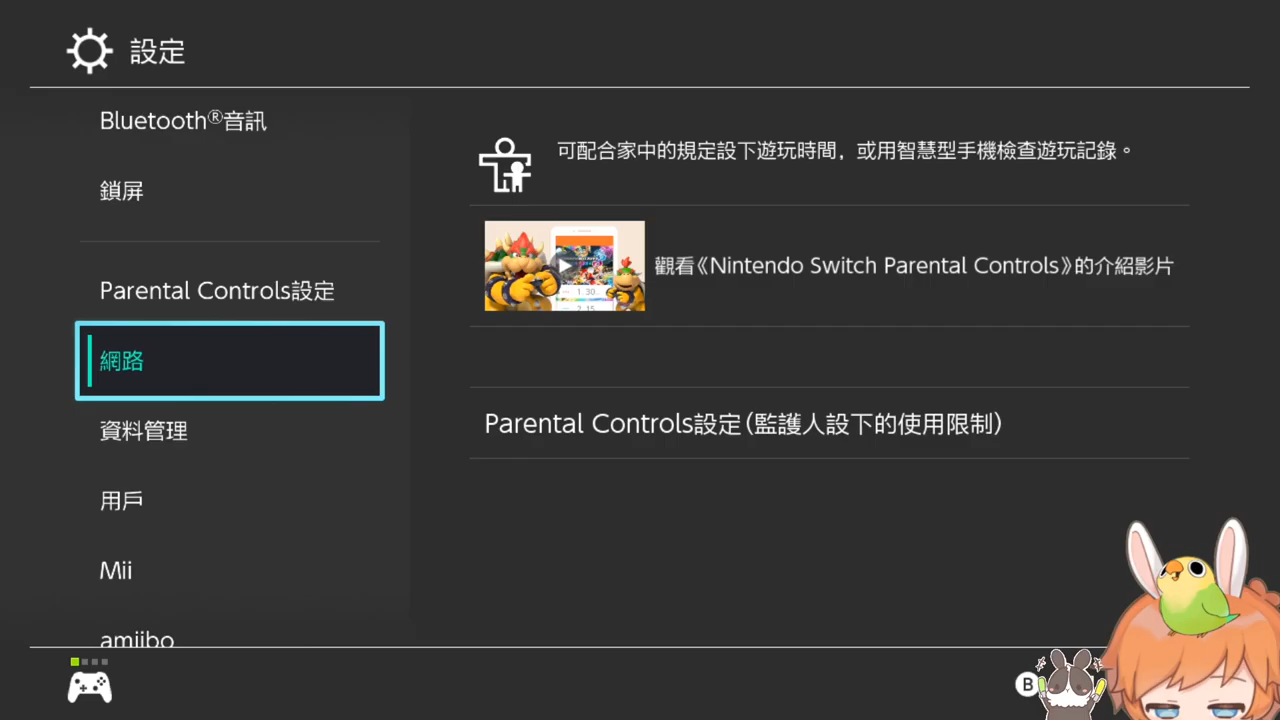 設定
Bluetooth®音訊
鎖屏
Parental Controls設定
網路
資料管理
用戶
Mii
amiibo
可配合家中的規定設下遊玩時間，或用智慧型手機檢查遊玩記錄。
觀看《Nintendo Switch Parental Controls》的介紹影片
1:30
2:15
Parental Controls設定（監護人設下的使用限制）
B